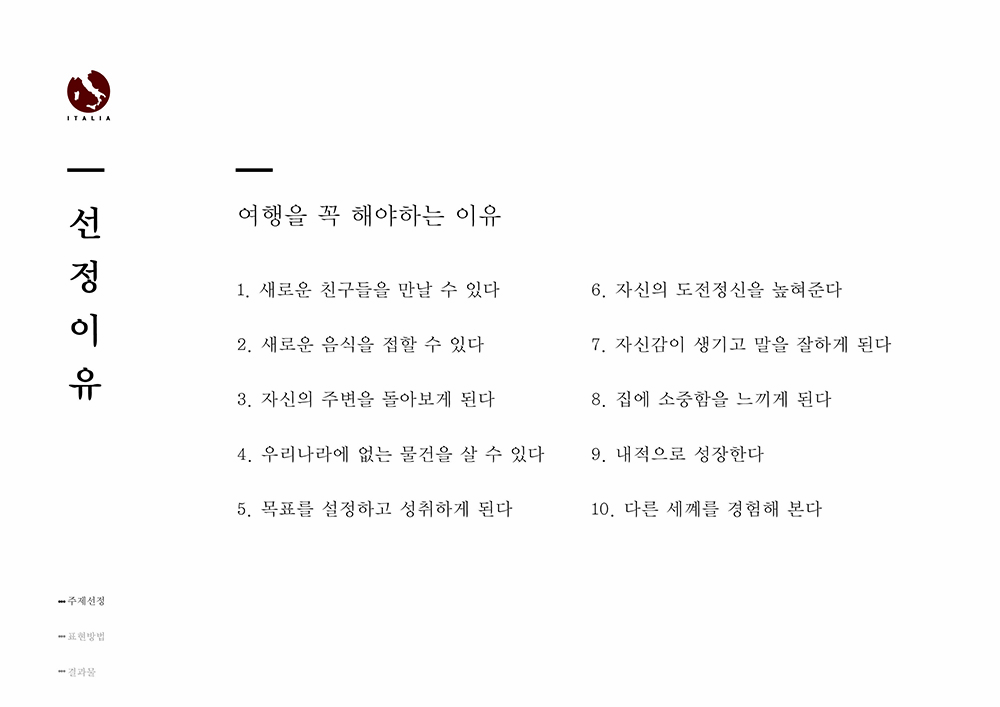 ITALIA
선정이유
여행을 꼭 해야하는 이유
1. 새로운 친구들을 만날 수 있다
2. 새로운 음식을 접할 수 있다
3. 자신의 주변을 돌아보게 된다
4. 우리나라에 없는 물건을 살 수 있다
5. 목표를 설정하고 성취하게 된다
6. 자신의 도전정신을 높혀준다
7. 자신감이 생기고 말을 잘하게 된다
8. 집에 소중함을 느끼게 된다
9. 내적으로 성장한다
10. 다른 세꼐를 경험해 본다
주제선정
표현방법
결과물